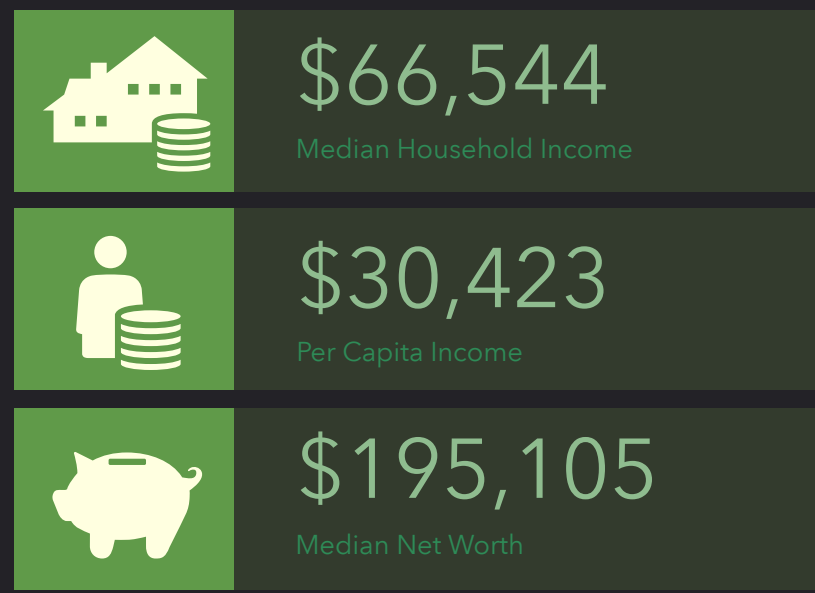 $66,544
Median Household Income
$30,423
Per Capita Income
$195,105
Median Net Worth